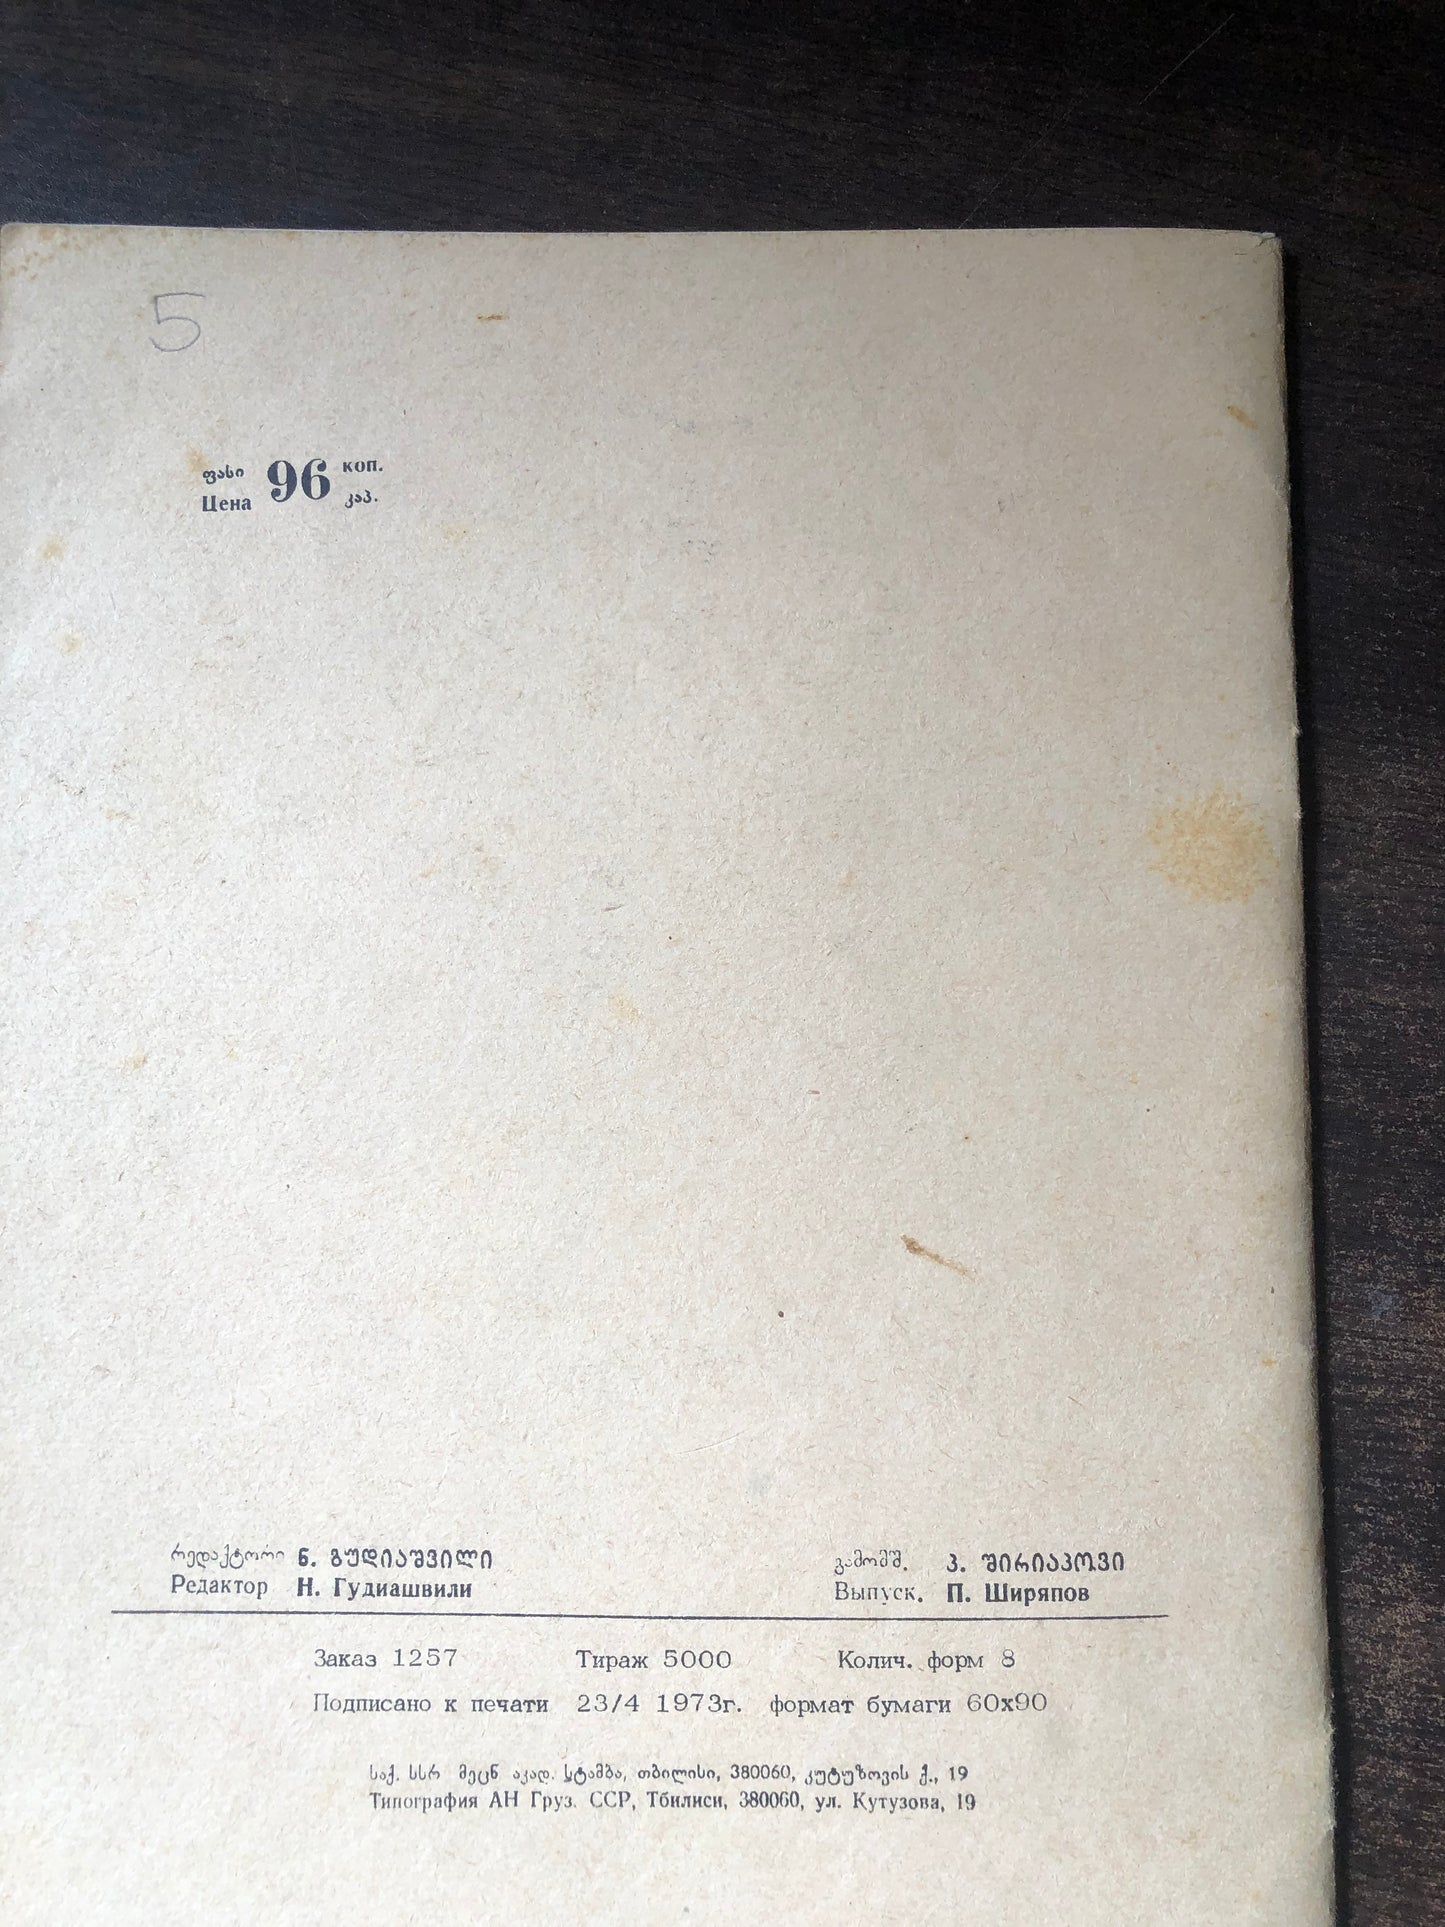 5
ფასი 96 коп.
Цена კაპ.
რედაქტორი ნ. გუდიაშვილი გამომშ. პ. შირიაპოვი
Редактор Н. Гудиашвили Выпуск. П. Ширяпов
Заказ 1257 Тираж 5000 Колич. форм 8
Подписано к печати 23/4 1973г. формат бумаги 60х90
საქ. სსრ მეცნ აკად. სტამბა, თბილისი, 380060, კუტუზოვის ქ., 19
Типография АН Груз. ССР, Тбилиси, 380060, ул. Кутузова, 19